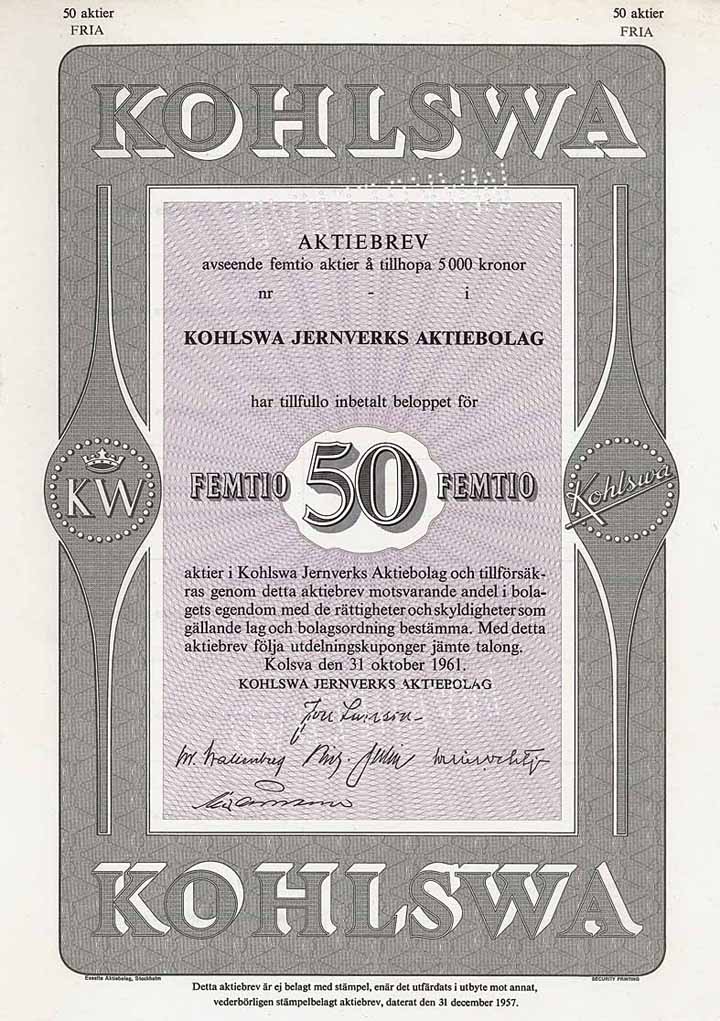 50 aktier 50 aktier
FRIA FRIA
KOHLSWA
AKTIEBREV
avseende femtio aktier å tillhopa 5 000 kronor
nr - i
KOHLSWA JERNVERKS AKTIEBOLAG
har tillfullo inbetalt beloppet för
KW FEMTIO 50 FEMTIO Kohlswa
aktier i Kohlswa Jernverks Aktiebolag och tillförsäk-
ras genom detta aktiebrev motsvarande andel i bola-
gets egendom med de rättigheter och skyldigheter som
gällande lag och bolagsordning bestämma. Med detta
aktiebrev följa utdelningskuponger jämte talong.
Kolsva den 31 oktober 1961.
KOHLSWA JERNVERKS AKTIEBOLAG
M. Wallenberg
KOHLSWA
Esselte Aktiebolag, Stockholm SECURITY PRINTING
Detta aktiebrev är ej belagt med stämpel, enär det utfärdats i utbyte mot annat,
vederbörligen stämpelbelagt aktiebrev, daterat den 31 december 1957.